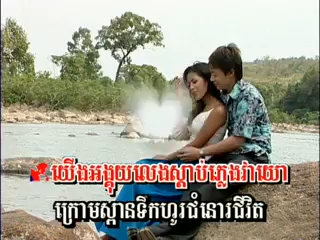 យើងអង្គុយលេងស្ដាប់ភ្លេងវាយោ
ក្រោមស្ពានទឹកហូរជំនោរជីវិត